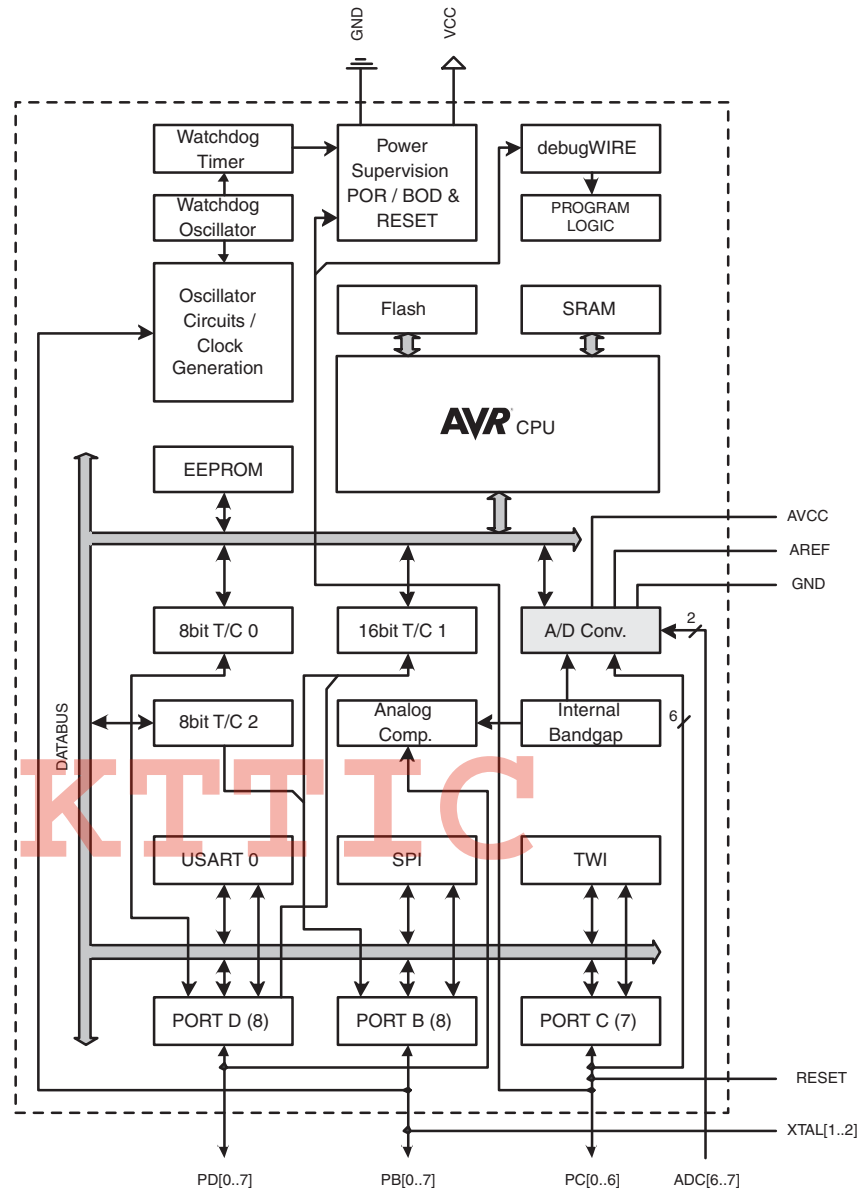 GND
VCC
Watchdog
Timer
Power
Supervision
POR / BOD &
RESET
debugWIRE
Watchdog
Oscillator
PROGRAM
LOGIC
Oscillator
Circuits /
Clock
Generation
Flash
SRAM
AVR CPU
EEPROM
AVCC
AREF
GND
8bit T/C 0
16bit T/C 1
A/D Conv.
2
DATABUS
8bit T/C 2
Analog
Comp.
Internal
Bandgap
6
KTTIC
USART 0
SPI
TWI
PORT D (8)
PORT B (8)
PORT C (7)
RESET
XTAL[1..2]
PD[0..7]
PB[0..7]
PC[0..6]
ADC[6..7]